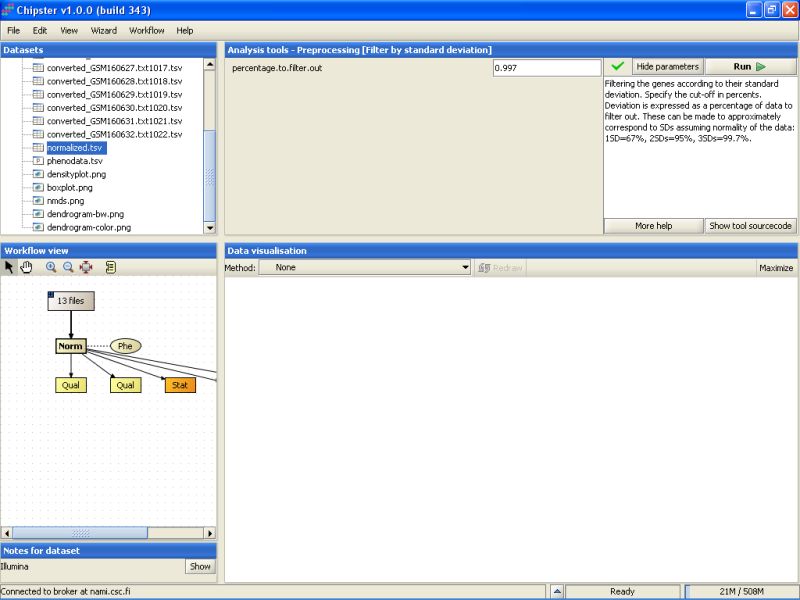 Chipster v1.0.0 (build 343)
File Edit View Wizard Workflow Help
Datasets
converted_GSM160627.txt1017.tsv
converted_GSM160628.txt1018.tsv
converted_GSM160629.txt1019.tsv
converted_GSM160630.txt1020.tsv
converted_GSM160631.txt1021.tsv
converted_GSM160632.txt1022.tsv
normalized.tsv
phenodata.tsv
densityplot.png
boxplot.png
nmds.png
dendrogram-bw.png
dendrogram-color.png
Analysis tools - Preprocessing [Filter by standard deviation]
percentage.to.filter.out
0.997
Hide parameters
Run
Filtering the genes according to their standard
deviation. Specify the cut-off in percents.
Deviation is expressed as a percentage of data to
filter out. These can be made to approximately
correspond to SDs assuming normality of the data:
1SD=67%, 2SDs=95%, 3SDs=99.7%.
More help
Show tool sourcecode
Workflow view
13 files
Norm
Phe
Qual
Qual
Stat
Data visualisation
Method:
None
Redraw
Maximize
Notes for dataset
Illumina
Show
Connected to broker at nami.csc.fi
Ready
21M / 508M